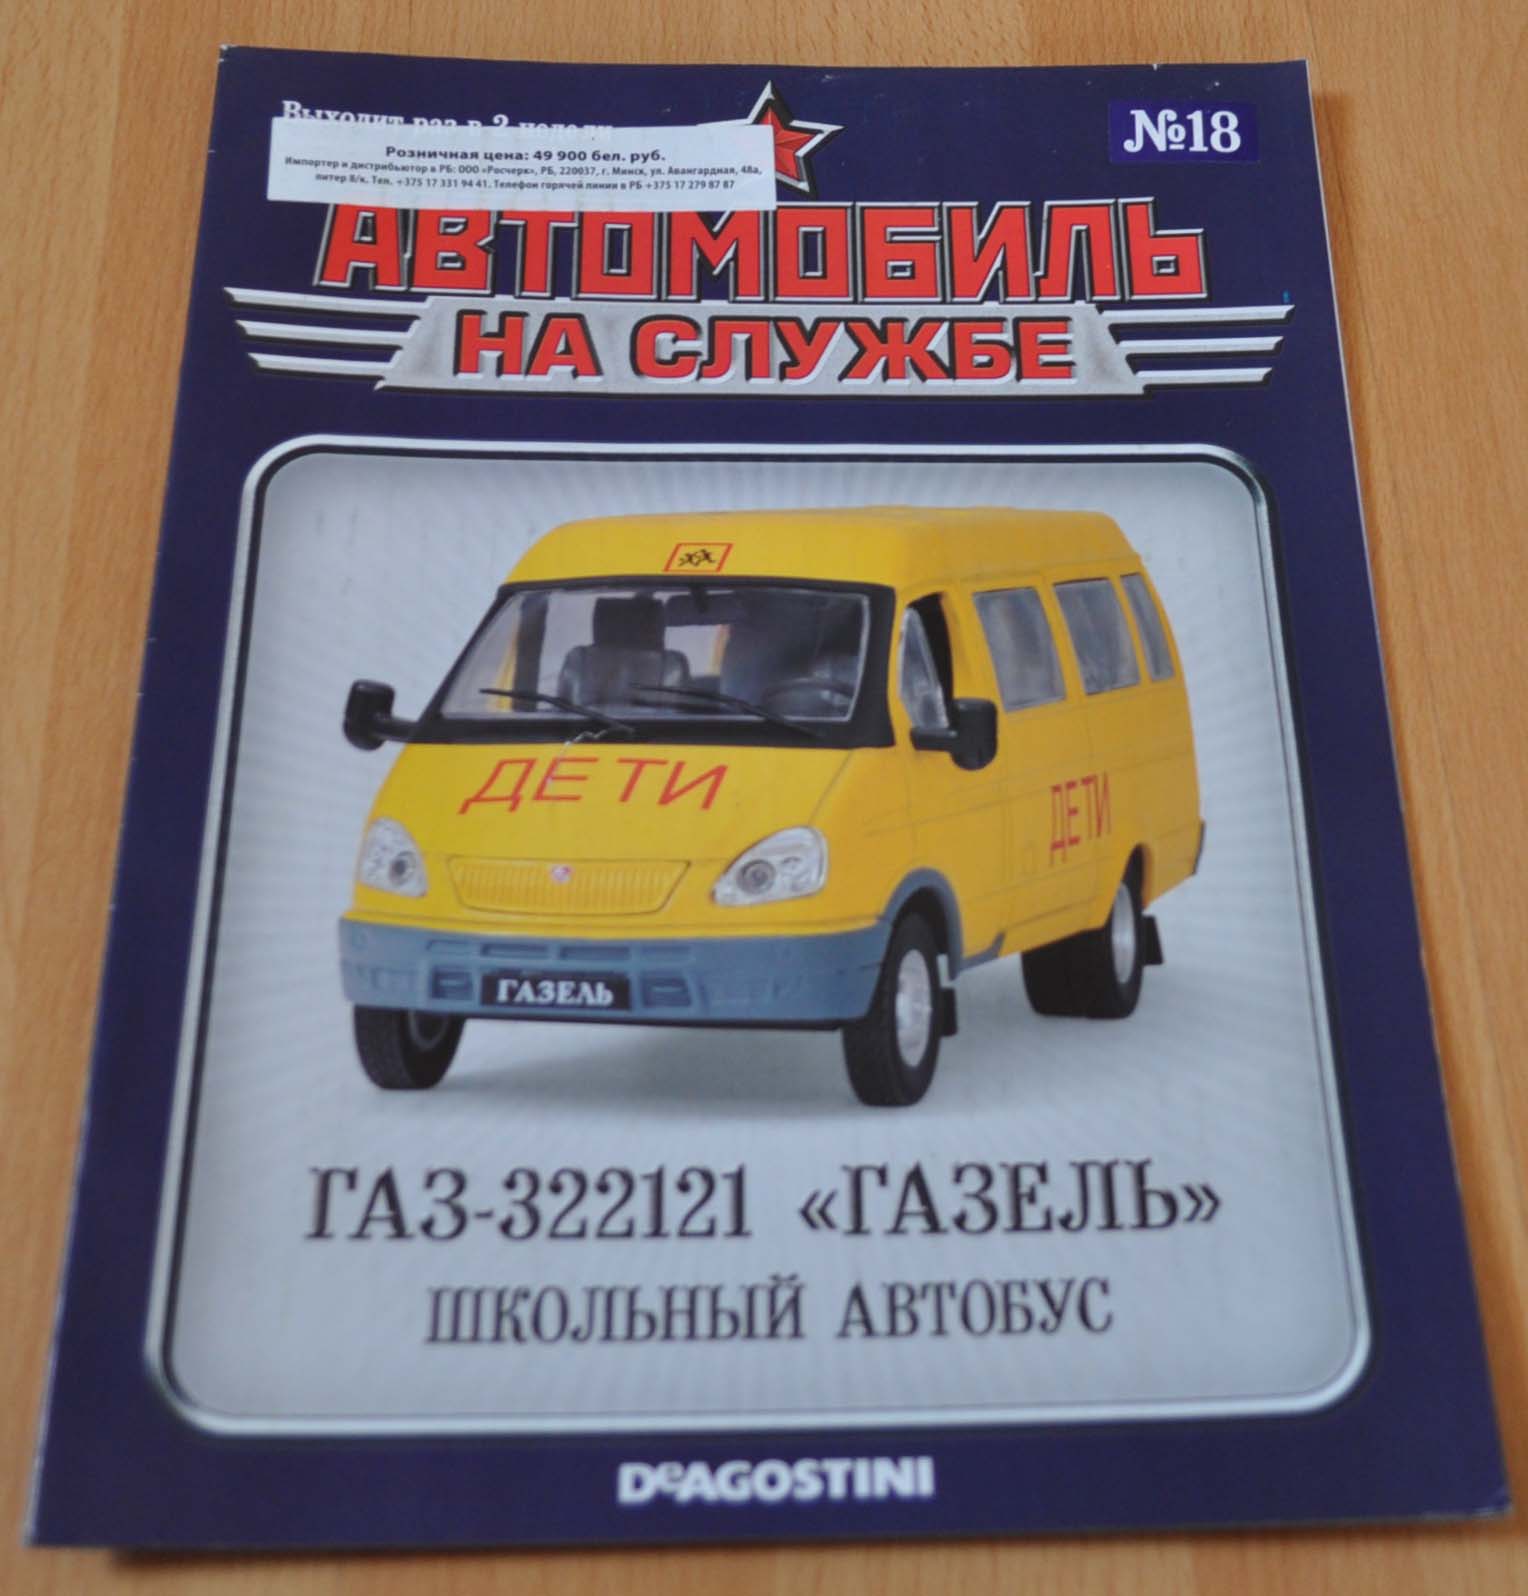 Выходит раз в 2 недели
№18
Розничная цена: 49 900 бел. руб.
Импортер и дистрибьютор в РБ: ООО «Росчерк», РБ, 220037, г. Минск, ул. Авангардная, 48а,
литер 8/к. Тел. +375 17 331 94 41. Телефон горячей линии в РБ +375 17 279 87 87
АВТОМОБИЛЬ
НА СЛУЖБЕ
ДЕТИ
ДЕТИ
ГАЗЕЛЬ
ГАЗ-322121 «ГАЗЕЛЬ»
ШКОЛЬНЫЙ АВТОБУС
DeAGOSTINI